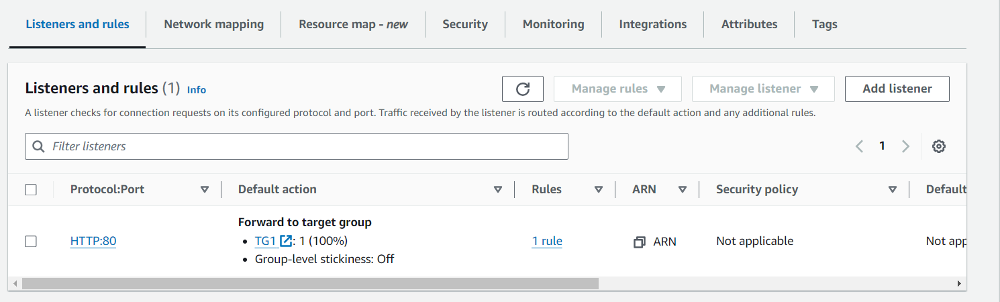 Listeners and rules Network mapping Resource map - new Security Monitoring Integrations Attributes Tags
Listeners and rules (1) Info Manage rules Manage listener Add listener
A listener checks for connection requests on its configured protocol and port. Traffic received by the listener is routed according to the default action and any additional rules.
Filter listeners 1
Protocol:Port Default action Rules ARN Security policy Default
Forward to target group
HTTP:80 • TG1: 1 (100%) 1 rule ARN Not applicable Not app
• Group-level stickiness: Off